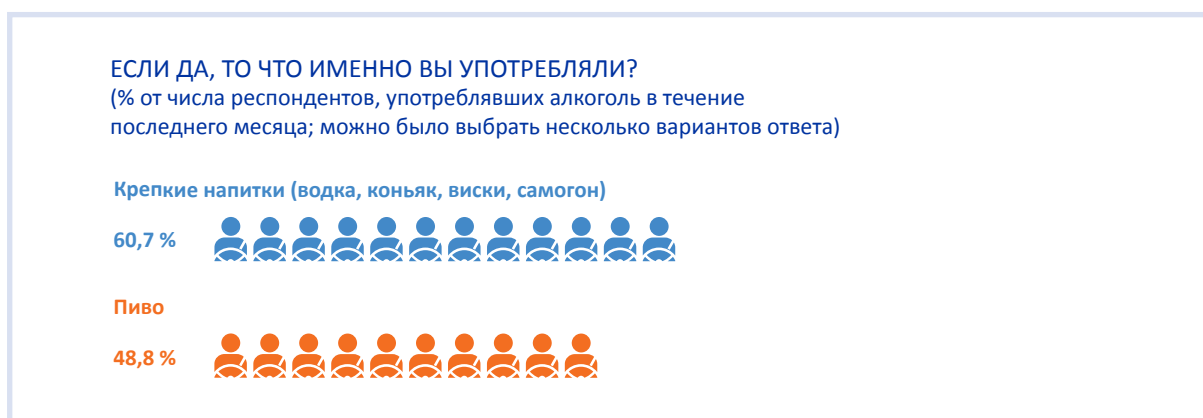 ЕСЛИ ДА, ТО ЧТО ИМЕННО ВЫ УПОТРЕБЛЯЛИ?
(% от числа респондентов, употреблявших алкоголь в течение
последнего месяца; можно было выбрать несколько вариантов ответа)
Крепкие напитки (водка, коньяк, виски, самогон)
60,7 %
Пиво
48,8 %